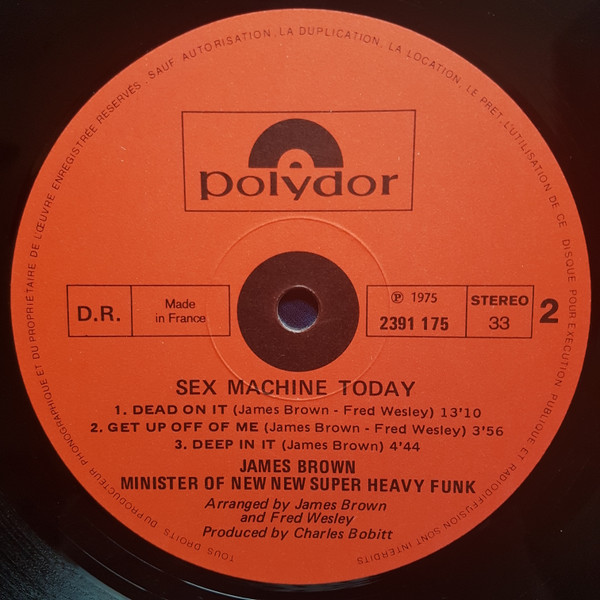 TOUS DROITS DU PRODUCTEUR PHONOGRAPHIQUE ET DU PROPRIÉTAIRE DE L'ŒUVRE ENREGISTRÉE RÉSERVÉS. SAUF AUTORISATION, LA DUPLICATION, LA LOCATION, LE PRÊT, L'UTILISATION DE CE DISQUE POUR EXÉCUTION PUBLIQUE ET RADIODIFFUSION SONT INTERDITS
polydor
D.R.
Made
in France
Ⓟ 1975
2391 175
STEREO
33
2
SEX MACHINE TODAY
1. DEAD ON IT (James Brown - Fred Wesley) 13'10
2. GET UP OFF OF ME (James Brown - Fred Wesley) 3'56
3. DEEP IN IT (James Brown) 4'44
JAMES BROWN
MINISTER OF NEW NEW SUPER HEAVY FUNK
Arranged by James Brown
and Fred Wesley
Produced by Charles Bobitt